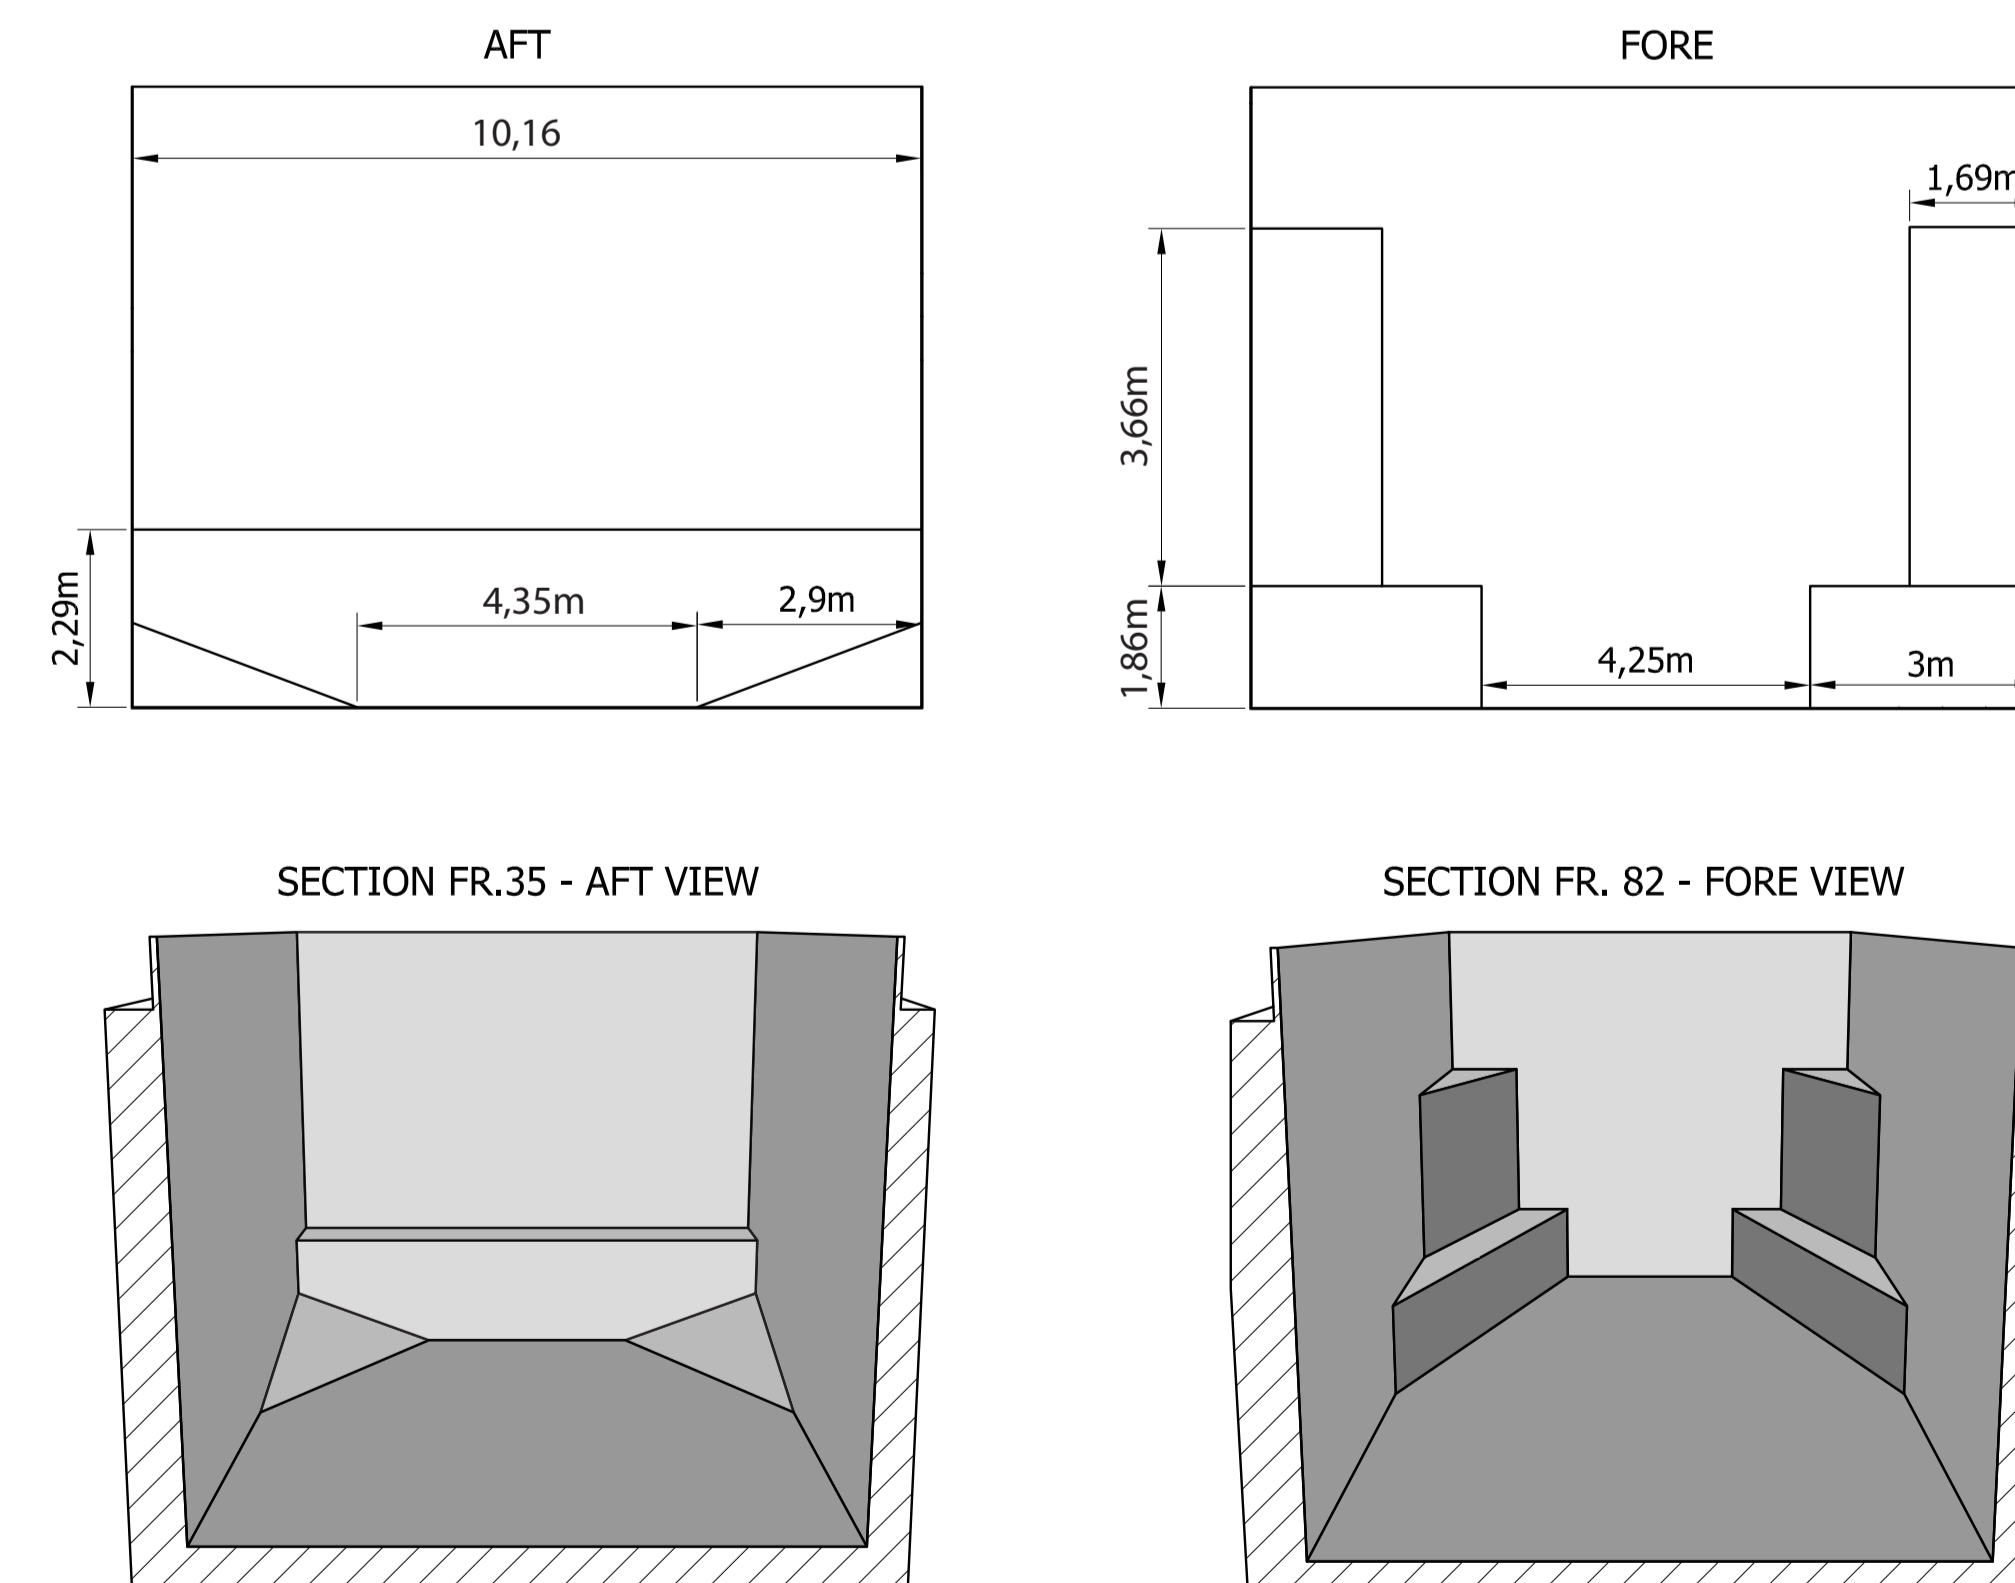 AFT
FORE
10,16
1,69m
3,66m
2,29m
4,35m
2,9m
1,86m
4,25m
3m
SECTION FR.35 - AFT VIEW
SECTION FR. 82 - FORE VIEW